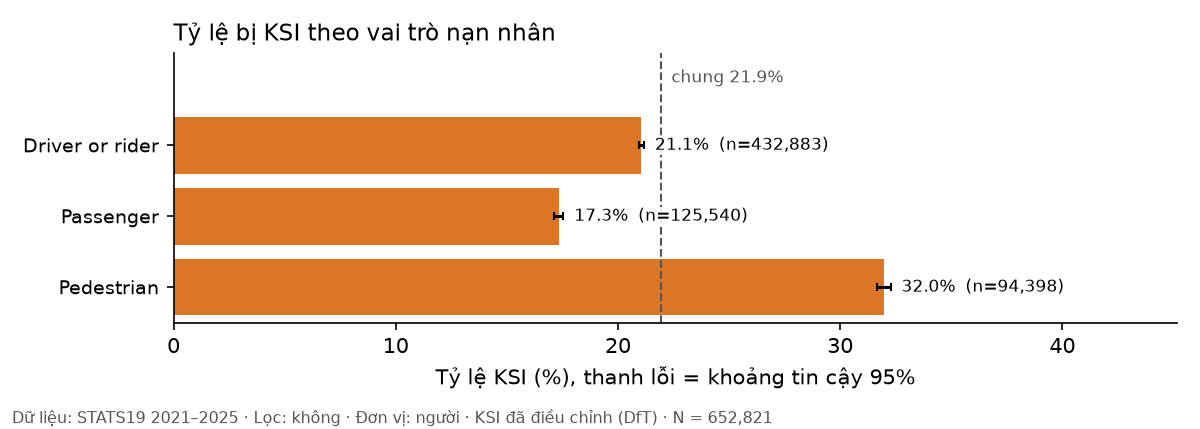 Tỷ lệ bị KSI theo vai trò nạn nhân
chung 21.9%
Driver or rider
21.1% (n=432,883)
Passenger
17.3% (n=125,540)
Pedestrian
32.0% (n=94,398)
0 10 20 30 40
Tỷ lệ KSI (%), thanh lỗi = khoảng tin cậy 95%
Dữ liệu: STATS19 2021–2025 · Lọc: không · Đơn vị: người · KSI đã điều chỉnh (DfT) · N = 652,821